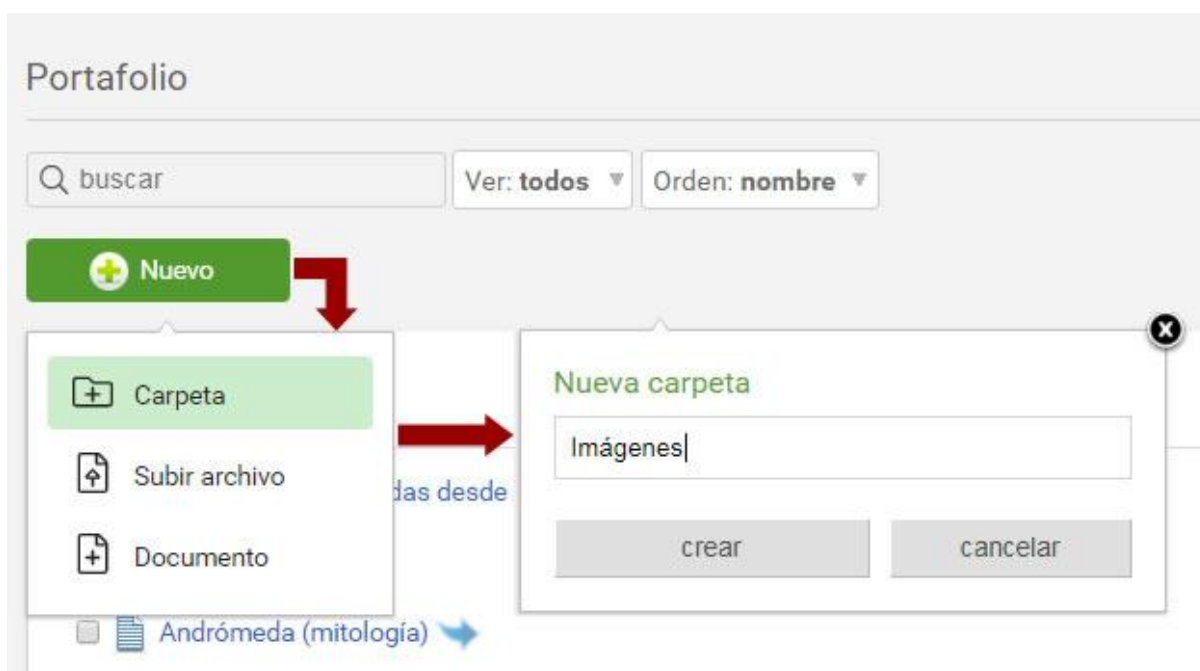 Portafolio
buscar
Ver: todos
Orden: nombre
Nuevo
Carpeta
Subir archivo
Documento
Nueva carpeta
Imágenes
crear
cancelar
desde
Andrómeda (mitología)